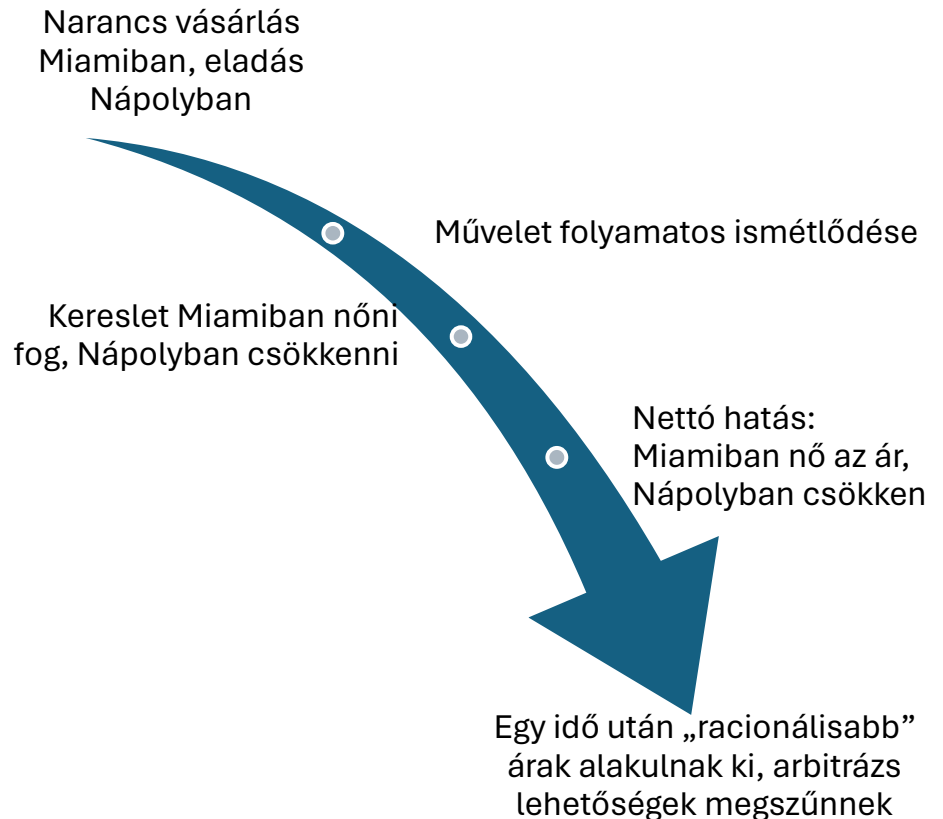 Narancs vásárlás
Miamiban, eladás
Nápolyban
Művelet folyamatos ismétlődése
Kereslet Miamiban nőni
fog, Nápolyban csökkenni
Nettó hatás:
Miamiban nő az ár,
Nápolyban csökken
Egy idő után „racionálisabb”
árak alakulnak ki, arbitrázs
lehetőségek megszűnnek